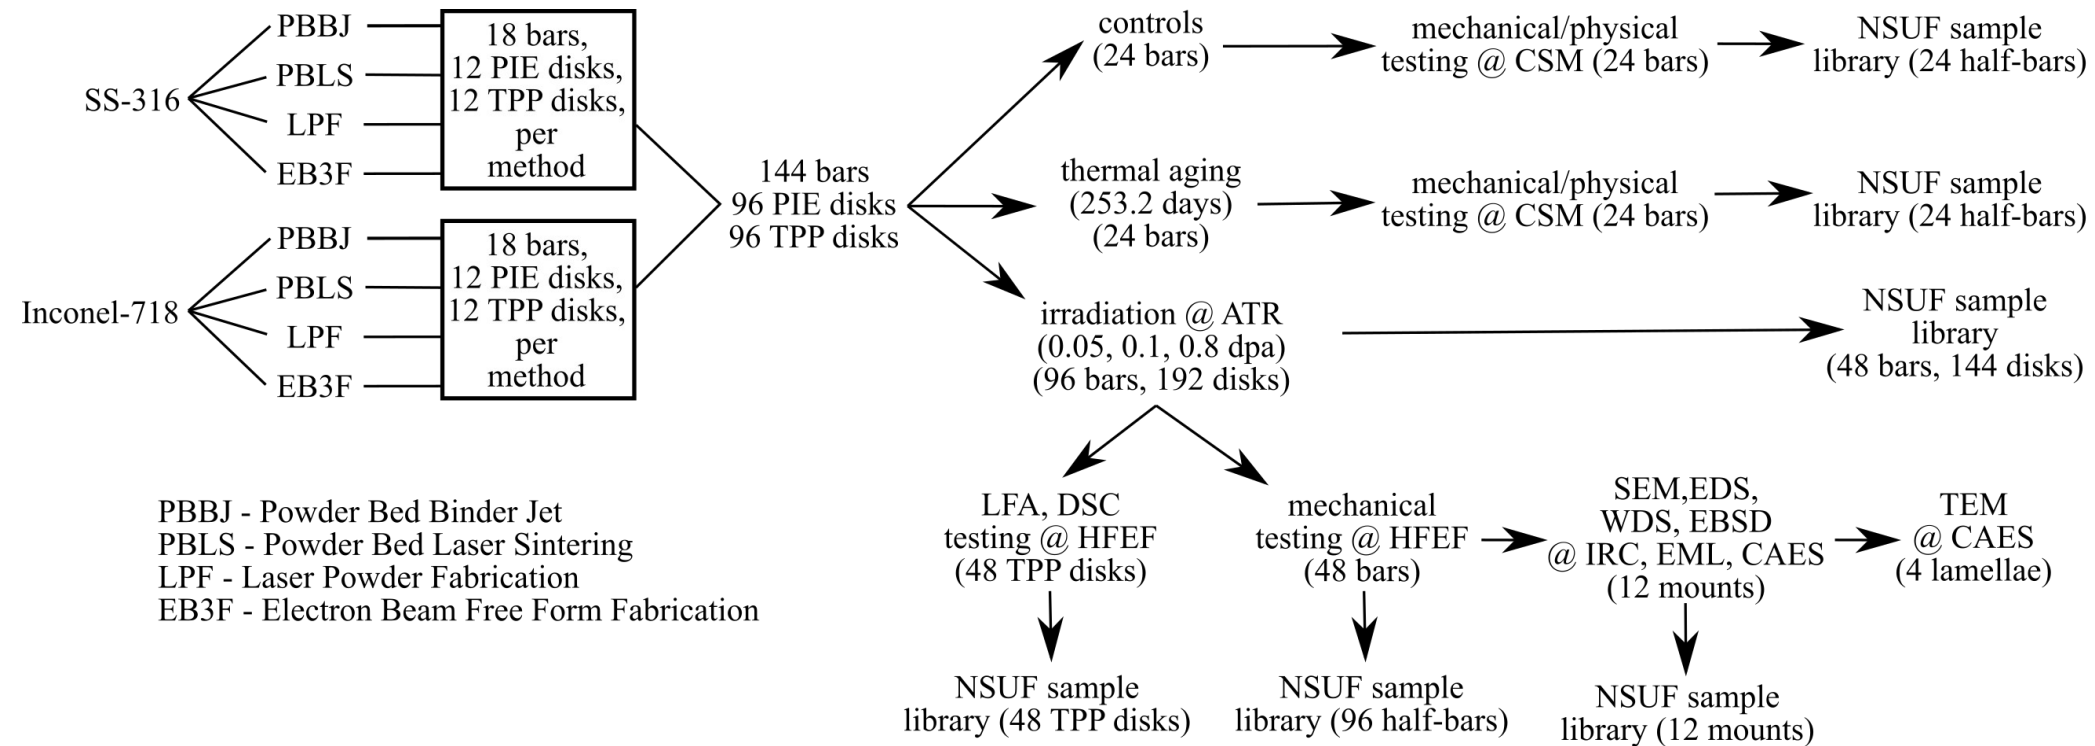 SS-316
PBBJ
PBLS
LPF
EB3F
18 bars,
12 PIE disks,
12 TPP disks,
per
method
Inconel-718
PBBJ
PBLS
LPF
EB3F
18 bars,
12 PIE disks,
12 TPP disks,
per
method
144 bars
96 PIE disks
96 TPP disks
controls
(24 bars)
mechanical/physical
testing @ CSM (24 bars)
NSUF sample
library (24 half-bars)
thermal aging
(253.2 days)
(24 bars)
mechanical/physical
testing @ CSM (24 bars)
NSUF sample
library (24 half-bars)
irradiation @ ATR
(0.05, 0.1, 0.8 dpa)
(96 bars, 192 disks)
NSUF sample
library
(48 bars, 144 disks)
LFA, DSC
testing @ HFEF
(48 TPP disks)
mechanical
testing @ HFEF
(48 bars)
SEM,EDS,
WDS, EBSD
@ IRC, EML, CAES
(12 mounts)
TEM
@ CAES
(4 lamellae)
NSUF sample
library (48 TPP disks)
NSUF sample
library (96 half-bars)
NSUF sample
library (12 mounts)
PBBJ - Powder Bed Binder Jet
PBLS - Powder Bed Laser Sintering
LPF - Laser Powder Fabrication
EB3F - Electron Beam Free Form Fabrication